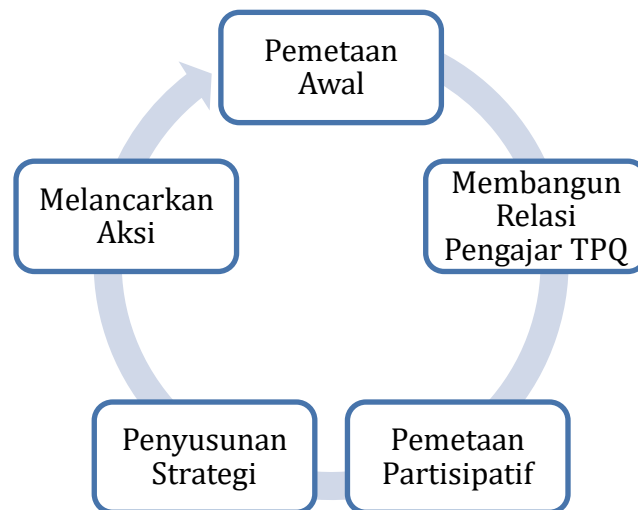 Pemetaan
Awal
Membangun
Relasi
Pengajar TPQ
Pemetaan
Partisipatif
Penyusunan
Strategi
Melancarkan
Aksi